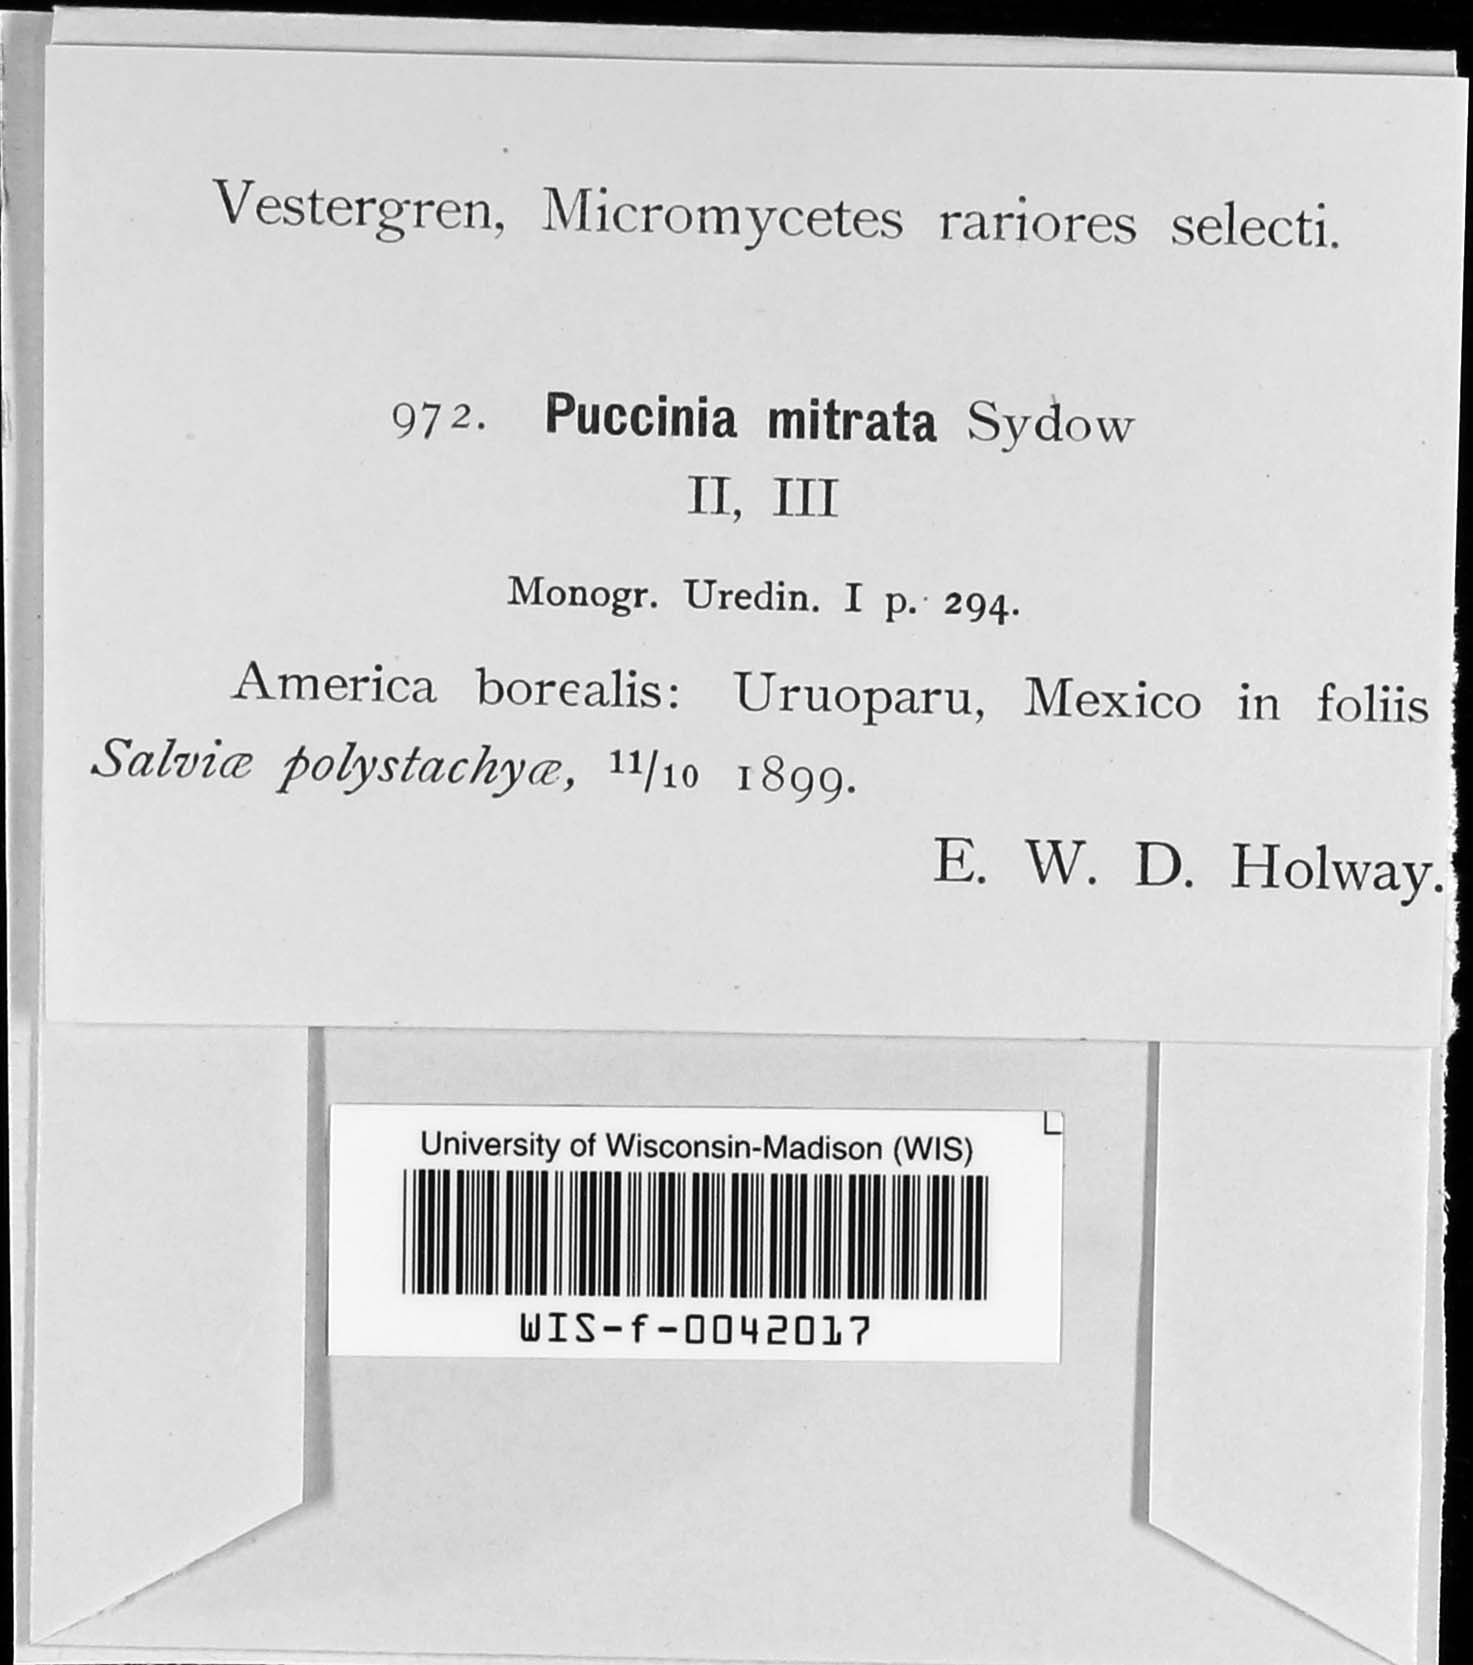 Vestergren, Micromycetes rariores selecti.
972. Puccinia mitrata Sydow
II, III
Monogr. Uredin. I p. 294.
America borealis: Uruoparu, Mexico in foliis
Salviæ polystachyæ, 11/10 1899.
E. W. D. Holway.
University of Wisconsin-Madison (WIS)
WIS-f-0042017